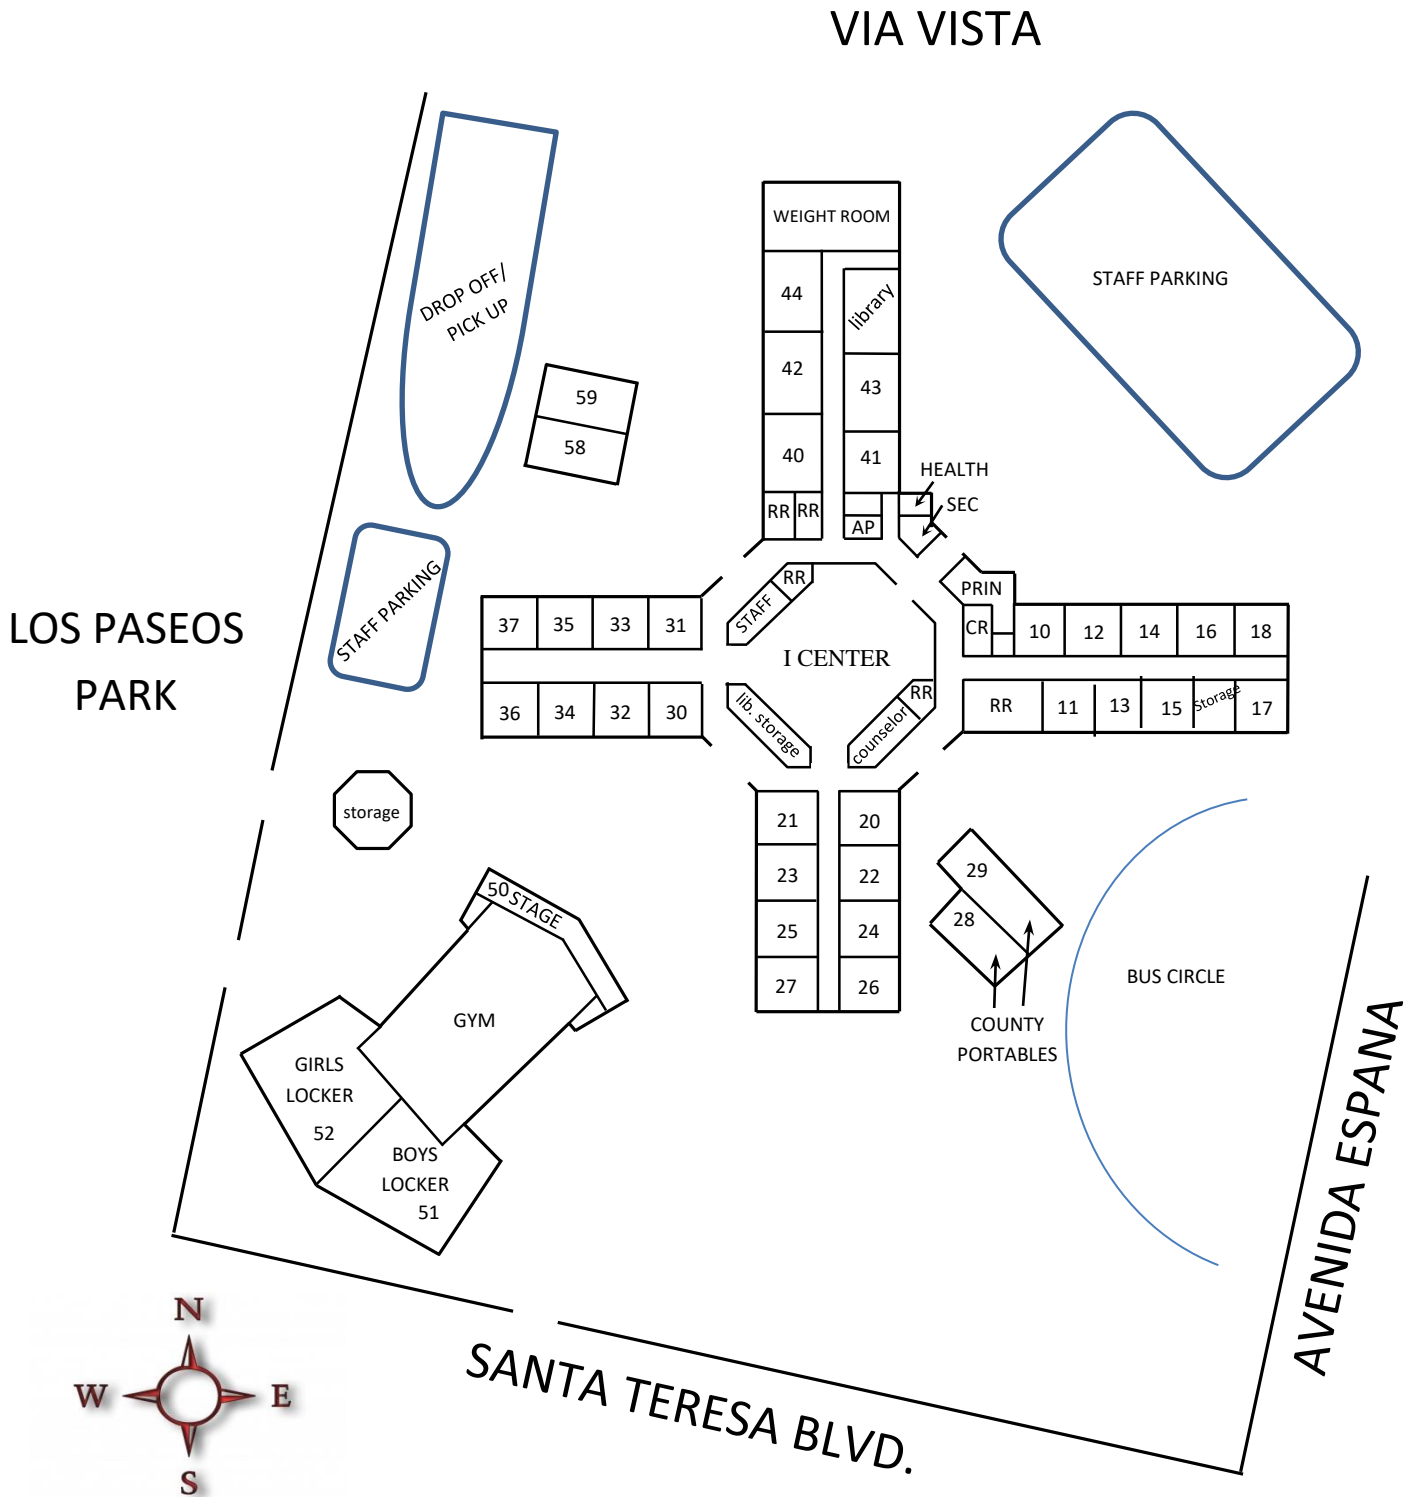 VIA VISTA
WEIGHT ROOM
STAFF PARKING
DROP OFF/
PICK UP
44
library
42
43
59
58
40
41
HEALTH
SEC
RR
RR
AP
STAFF PARKING
RR
STAFF
PRIN
LOS PASEOS
PARK
37
35
33
31
CR
10
12
14
16
18
I CENTER
36
34
32
30
lib. storage
counselor
RR
RR
11
13
15
Storage
17
storage
21
20
23
22
29
28
25
24
27
26
50
STAGE
BUS CIRCLE
GYM
COUNTY
PORTABLES
GIRLS
LOCKER
52
BOYS
LOCKER
51
AVENIDA ESPANA
SANTA TERESA BLVD.
N
W
E
S